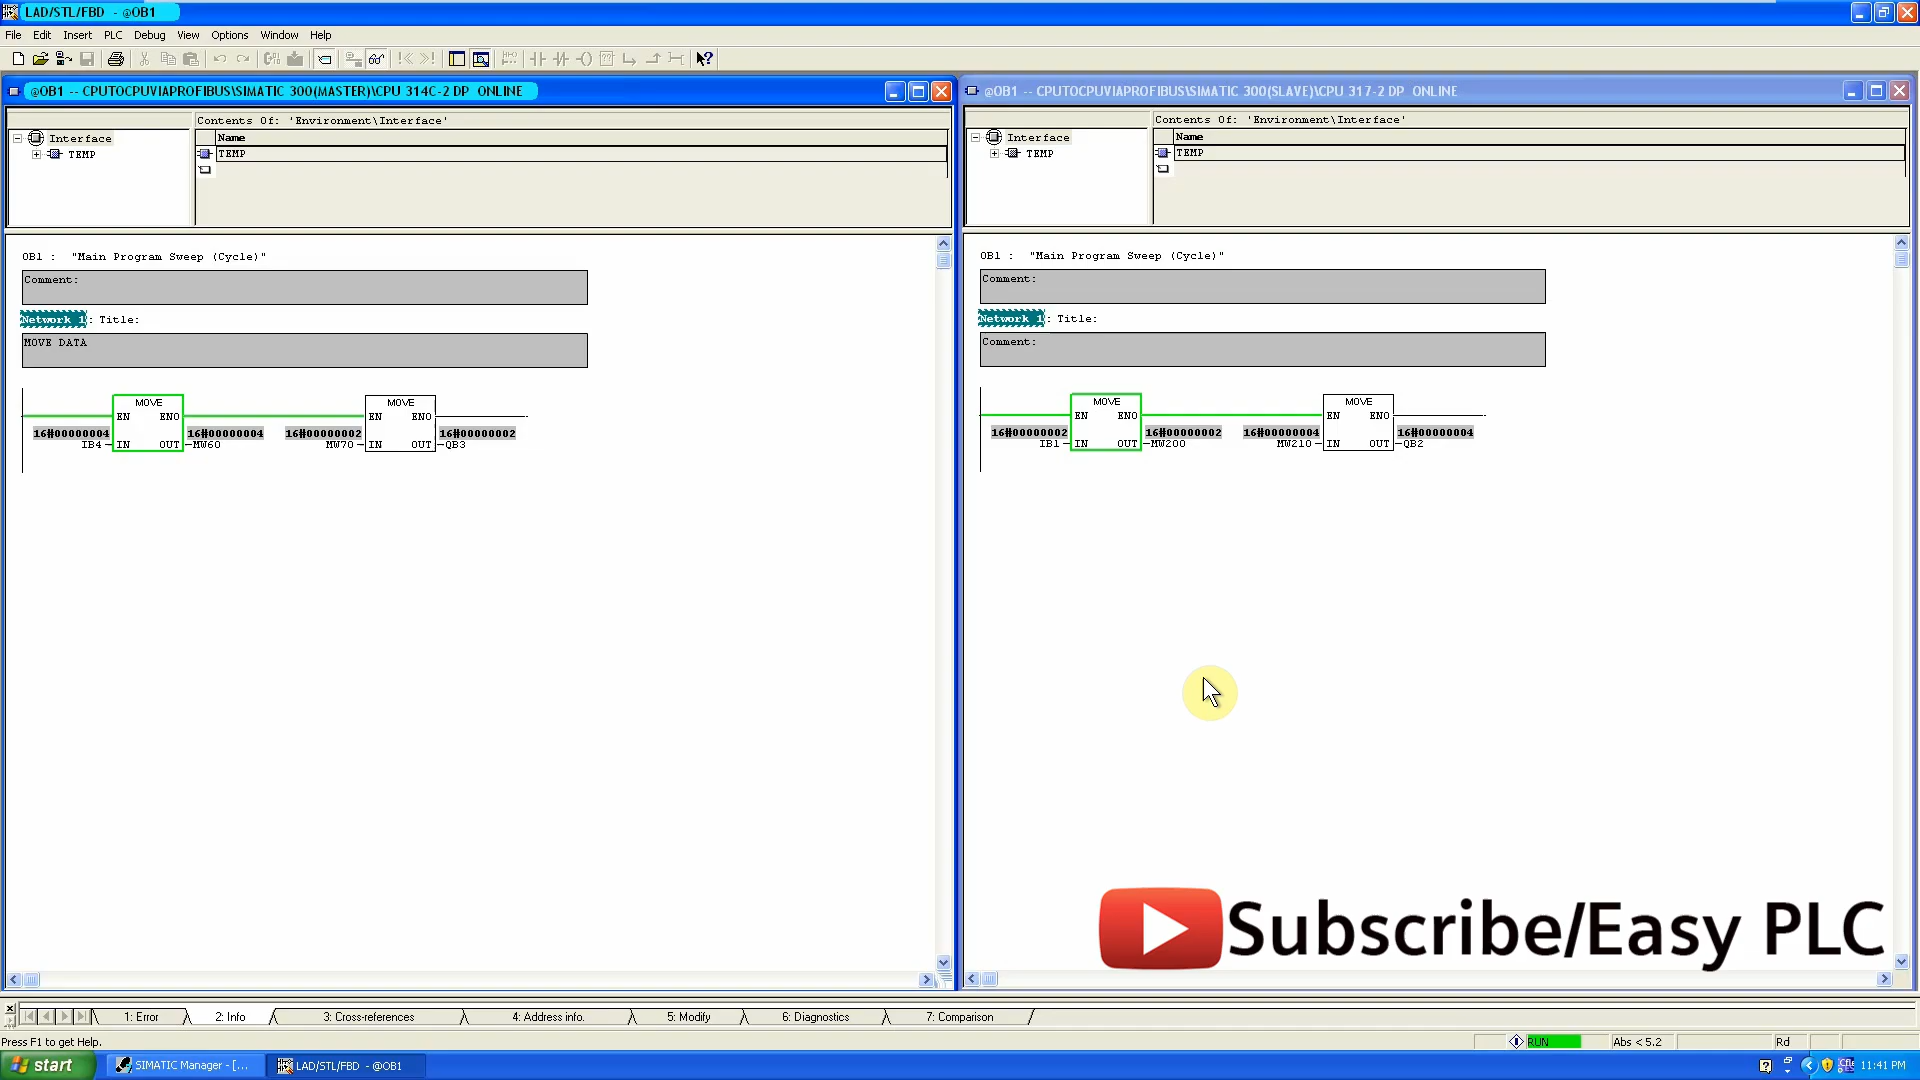 LAD/STL/FBD - @OB1
File Edit Insert PLC Debug View Options Window Help
@OB1 -- CPUTOCPUVIAPROFIBUS\SIMATIC 300(MASTER)\CPU 314C-2 DP ONLINE
Contents Of: 'Environment\Interface'
Interface
TEMP
Name
TEMP
OB1 : "Main Program Sweep (Cycle)"
Comment:
Network 1: Title:
MOVE DATA
MOVE MOVE
EN ENO EN ENO
16#00000004 16#00000004 16#00000002 16#00000002
IB4 IN OUT MW60 MW70 IN OUT QB3
@OB1 -- CPUTOCPUVIAPROFIBUS\SIMATIC 300(SLAVE)\CPU 317-2 DP ONLINE
Contents Of: 'Environment\Interface'
Interface
TEMP
Name
TEMP
OB1 : "Main Program Sweep (Cycle)"
Comment:
Network 1: Title:
Comment:
MOVE MOVE
EN ENO EN ENO
16#00000002 16#00000002 16#00000004 16#00000004
IB1 IN OUT MW200 MW210 IN OUT QB2
Subscribe/Easy PLC
1: Error 2: Info 3: Cross-references 4: Address info. 5: Modify 6: Diagnostics 7: Comparison
Press F1 to get Help.
RUN Abs < 5.2 Rd
start SIMATIC Manager - [... LAD/STL/FBD - @OB1 11:41 PM